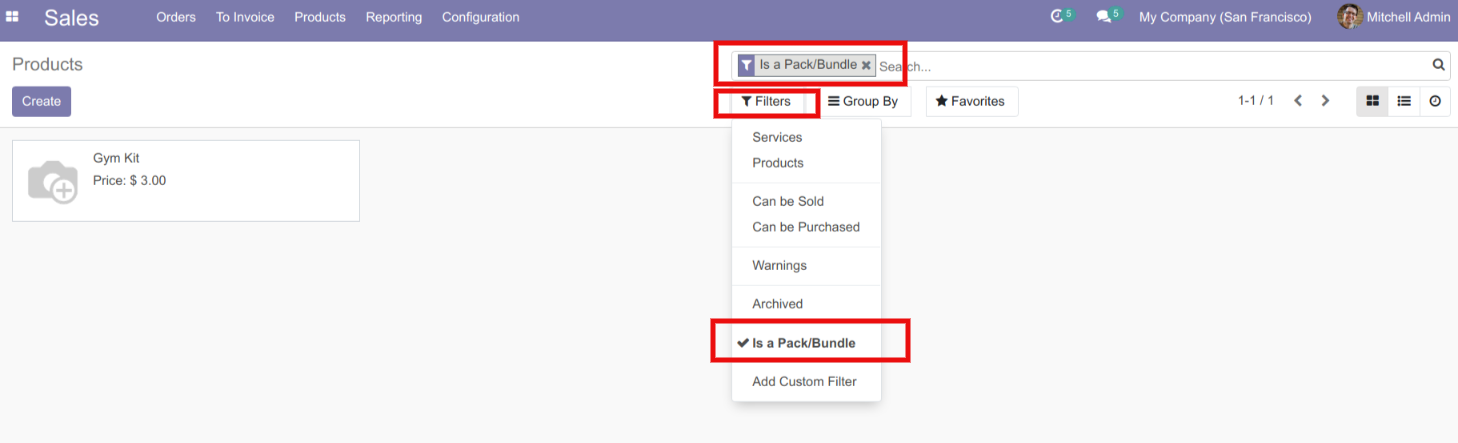 Sales Orders To Invoice Products Reporting Configuration 5 5 My Company (San Francisco) Mitchell Admin
Products
Is a Pack/Bundle Search...
Create
Filters Group By Favorites 1-1 / 1
Gym Kit
Price: $ 3.00
Services
Products
Can be Sold
Can be Purchased
Warnings
Archived
Is a Pack/Bundle
Add Custom Filter